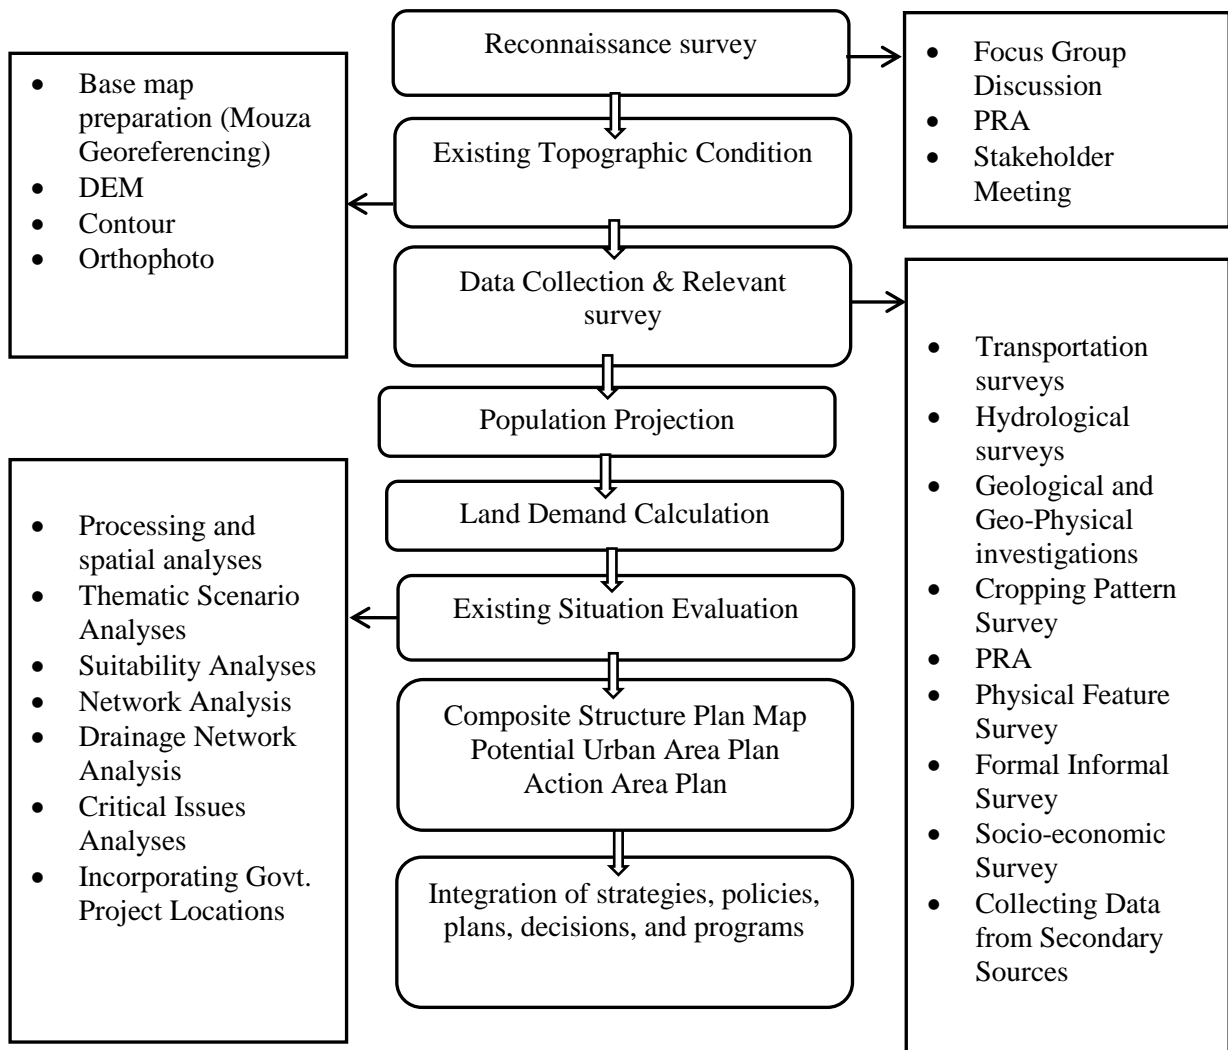 Reconnaissance survey
• Focus Group
Discussion
• PRA
• Stakeholder
Meeting
• Base map
preparation (Mouza
Georeferencing)
• DEM
• Contour
• Orthophoto
Existing Topographic Condition
Data Collection & Relevant
survey
• Transportation
surveys
• Hydrological
surveys
• Geological and
Geo-Physical
investigations
• Cropping Pattern
Survey
• PRA
• Physical Feature
Survey
• Formal Informal
Survey
• Socio-economic
Survey
• Collecting Data
from Secondary
Sources
Population Projection
Land Demand Calculation
Existing Situation Evaluation
• Processing and
spatial analyses
• Thematic Scenario
Analyses
• Suitability Analyses
• Network Analysis
• Drainage Network
Analysis
• Critical Issues
Analyses
• Incorporating Govt.
Project Locations
Composite Structure Plan Map
Potential Urban Area Plan
Action Area Plan
Integration of strategies, policies,
plans, decisions, and programs